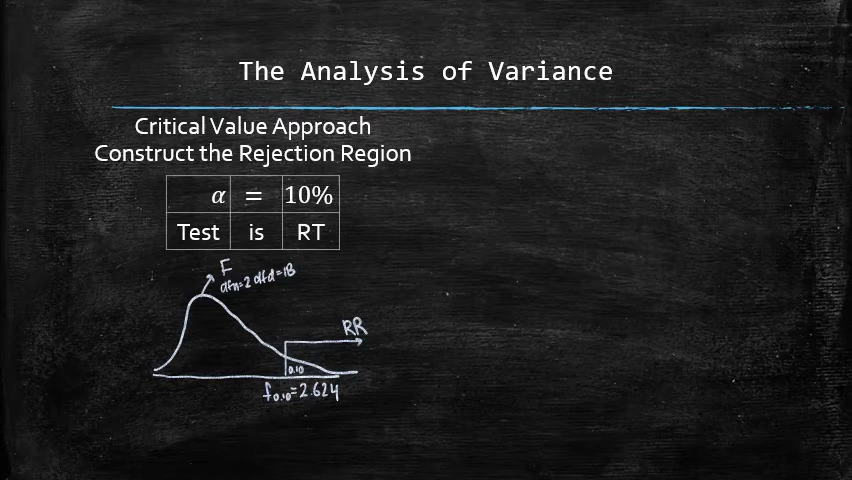 The Analysis of Variance
Critical Value Approach
Construct the Rejection Region
α = 10%
Test is RT
F
dfn=2 dfd=18
RR
0.10
f0.10=2.624